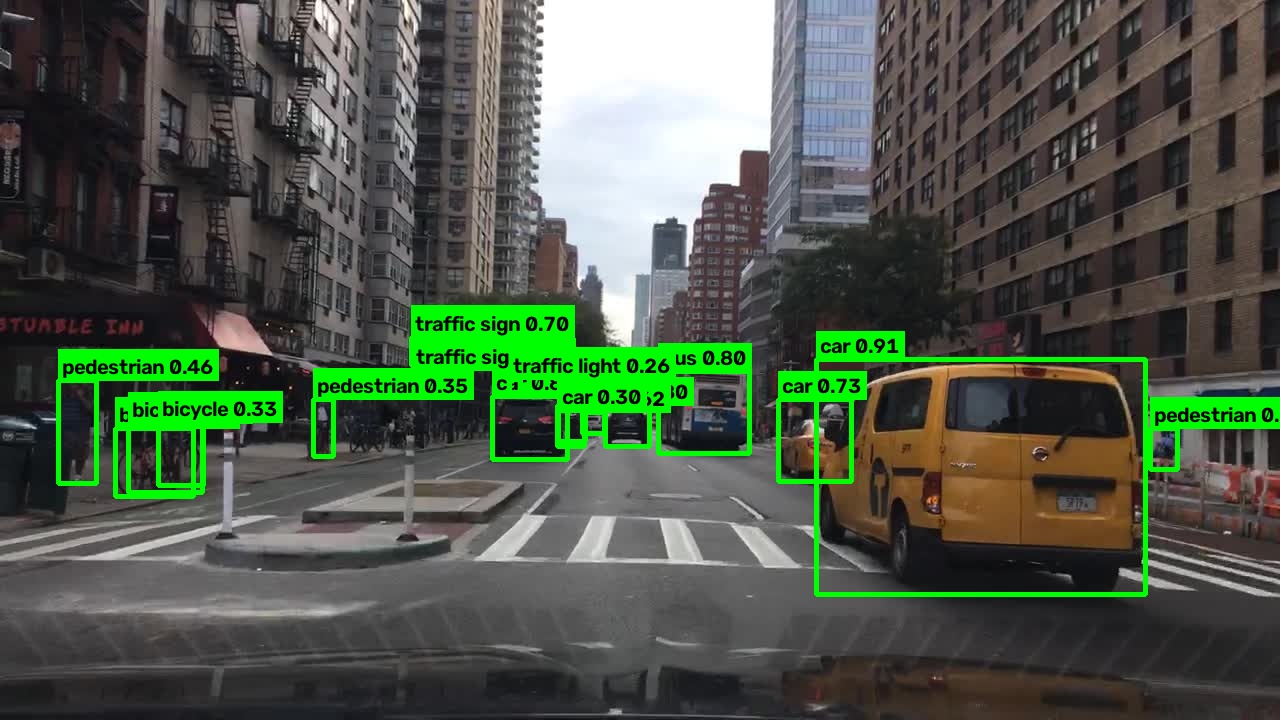 STUMBLE INN
traffic sign 0.70
traffic sig
traffic light 0.26
us 0.80
car 0.91
pedestrian 0.46
pedestrian 0.35
car 0.30
car 0.73
bic
bicycle 0.33
pedestrian 0.